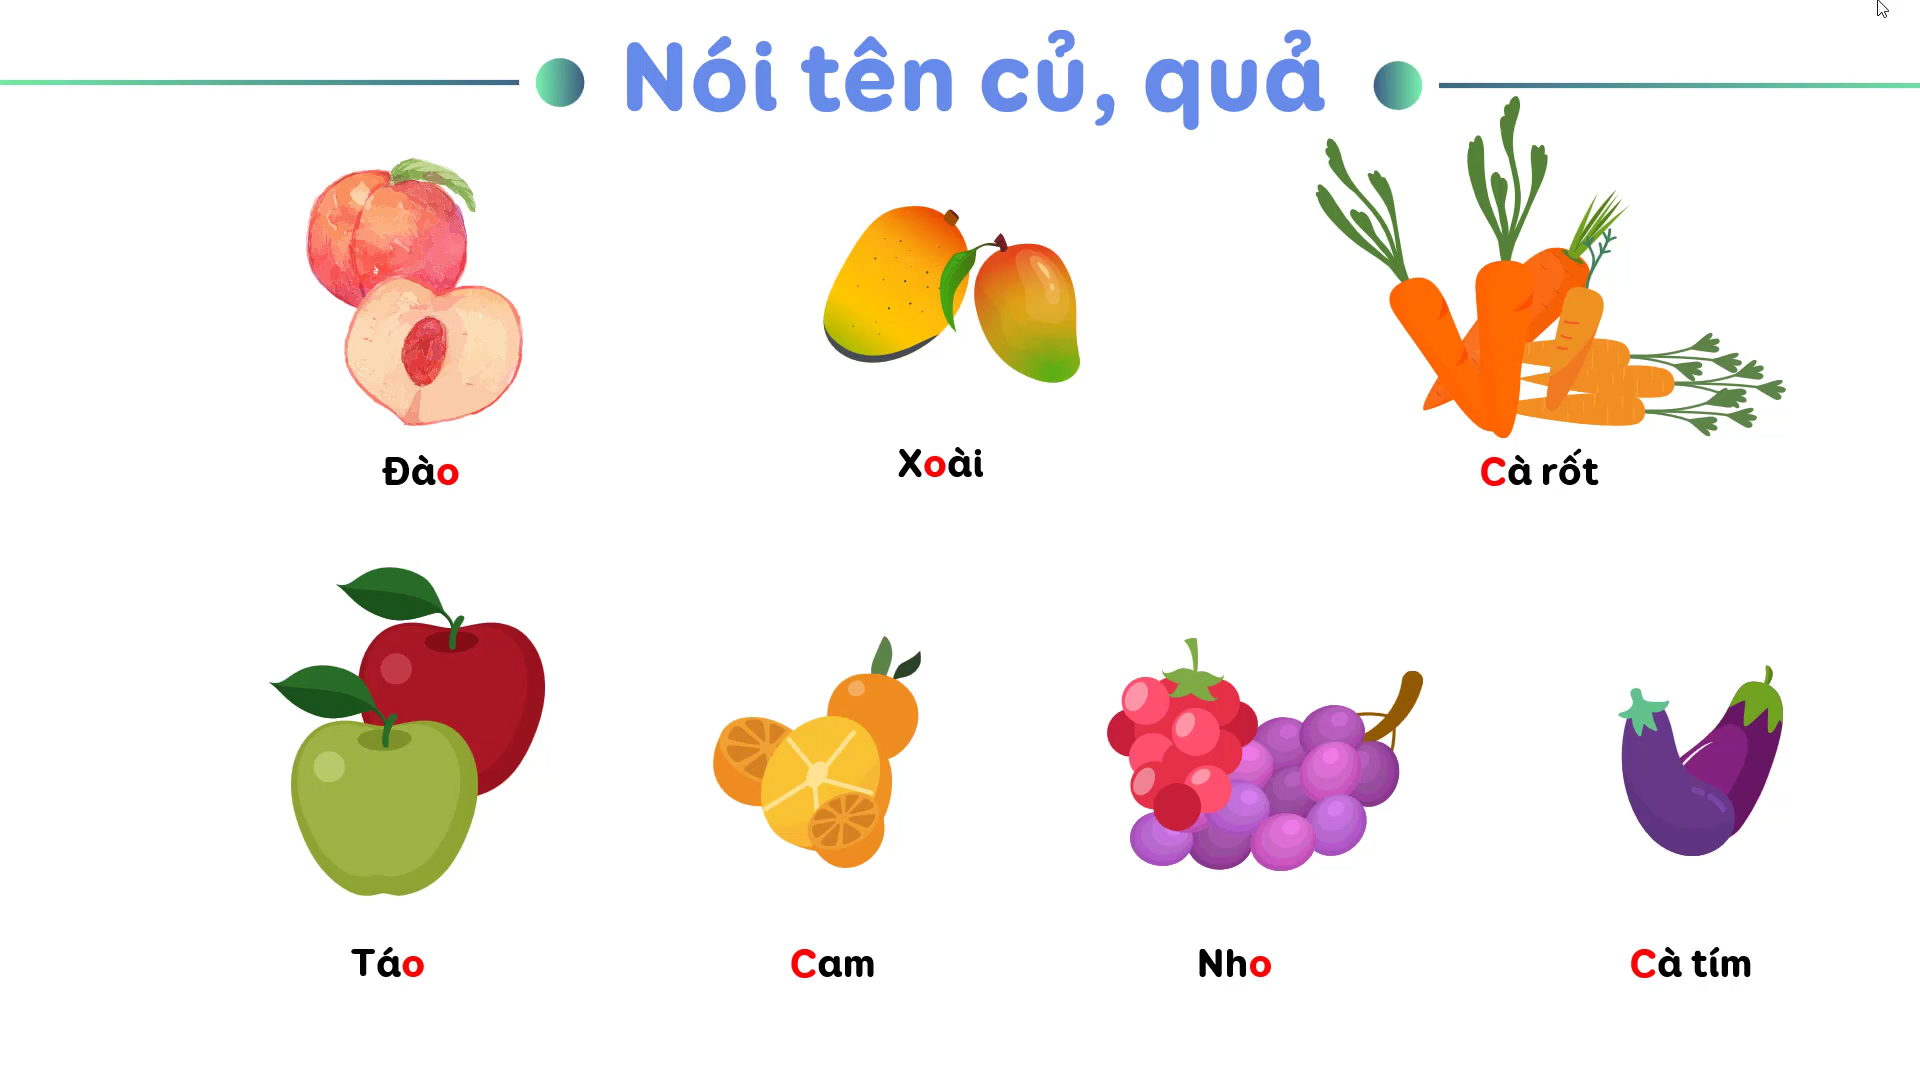 Nói tên củ, quả
Đào
Xoài
Cà rốt
Táo
Cam
Nho
Cà tím